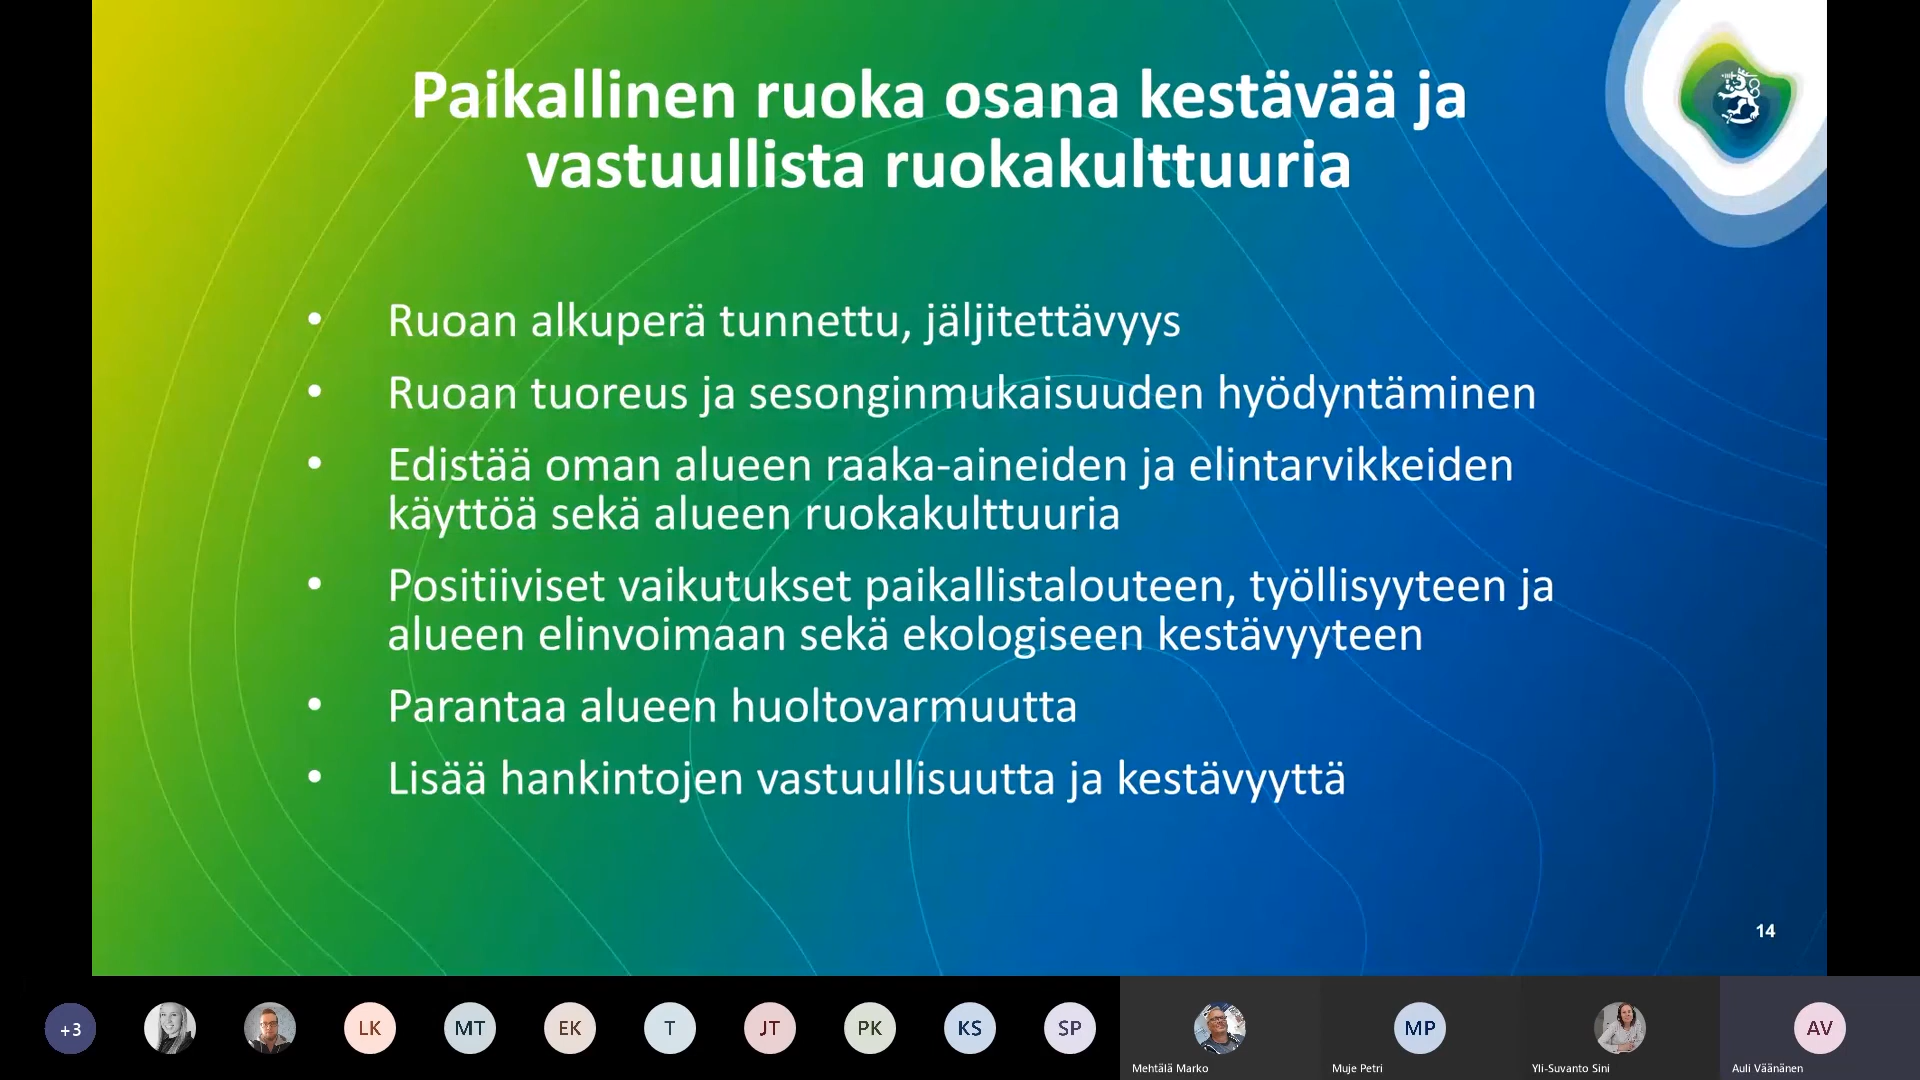 Paikallinen ruoka osana kestävää ja
vastuullista ruokakulttuuria
• Ruoan alkuperä tunnettu, jäljitettävyys
• Ruoan tuoreus ja sesonginmukaisuuden hyödyntäminen
• Edistää oman alueen raaka-aineiden ja elintarvikkeiden
käyttöä sekä alueen ruokakulttuuria
• Positiiviset vaikutukset paikallistalouteen, työllisyyteen ja
alueen elinvoimaan sekä ekologiseen kestävyyteen
• Parantaa alueen huoltovarmuutta
• Lisää hankintojen vastuullisuutta ja kestävyyttä
14
+3 LK MT EK T JT PK KS SP MP AV
Mehtälä Marko Muje Petri Yli-Suvanto Sini Auli Väänänen